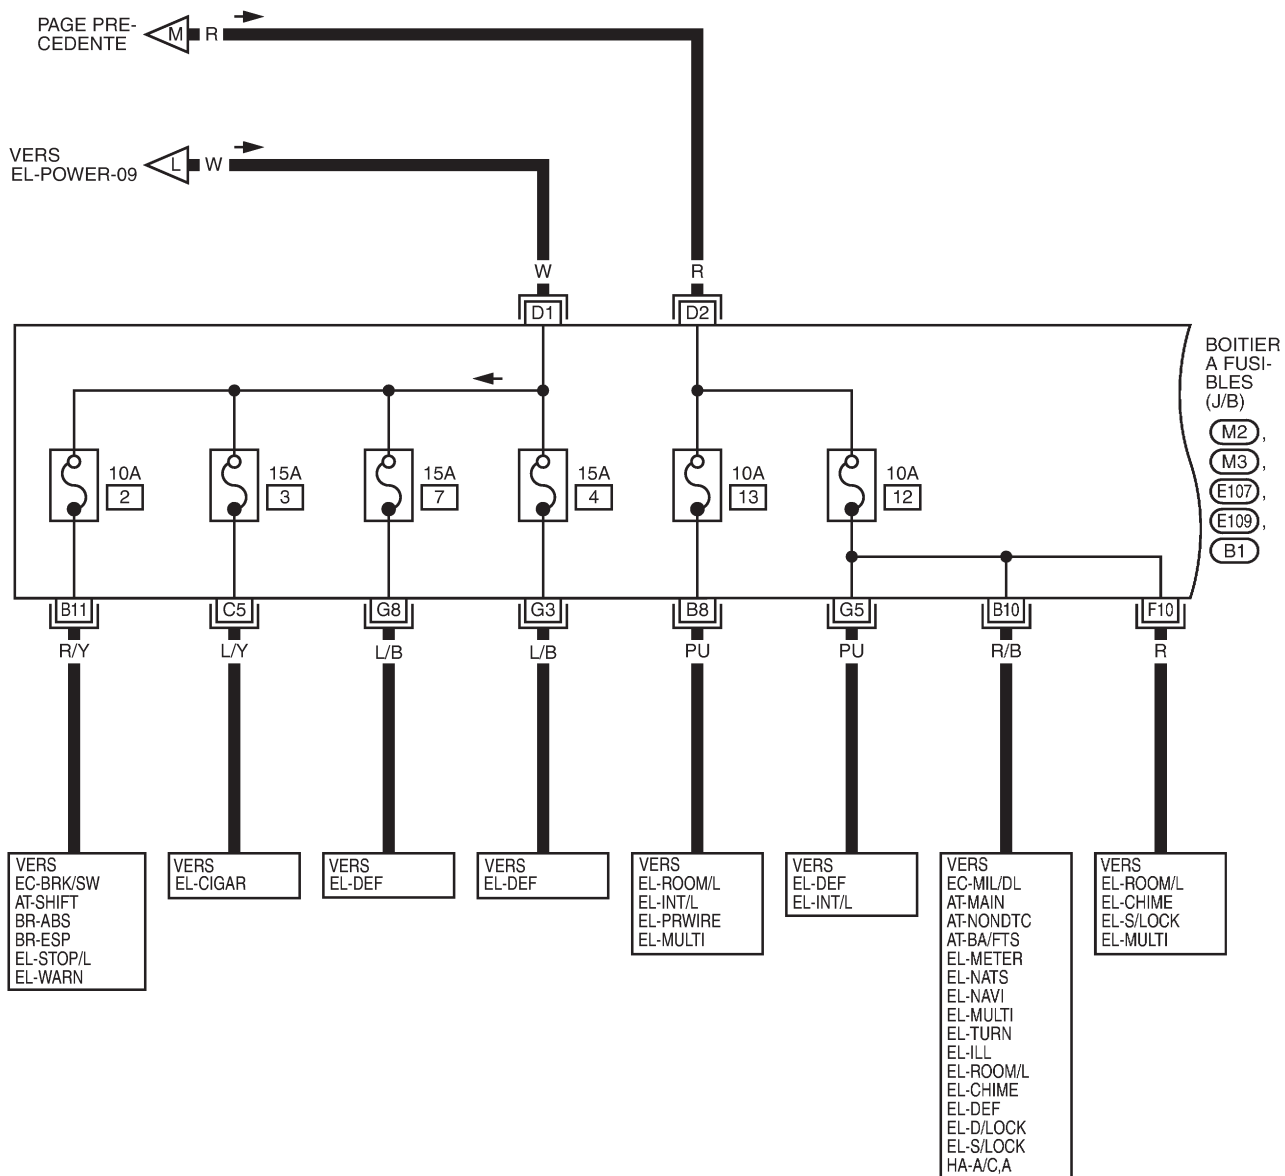 PAGE PRE-
CEDENTE
M R
VERS
EL-POWER-09
L W
W
R
D1
D2
BOITIER
A FUSI-
BLES
(J/B)
M2,
M3,
E107,
E109,
B1
10A
2
15A
3
15A
7
15A
4
10A
13
10A
12
B11
C5
G8
G3
B8
G5
B10
F10
R/Y
L/Y
L/B
L/B
PU
PU
R/B
R
VERS
EC-BRK/SW
AT-SHIFT
BR-ABS
BR-ESP
EL-STOP/L
EL-WARN
VERS
EL-CIGAR
VERS
EL-DEF
VERS
EL-DEF
VERS
EL-ROOM/L
EL-INT/L
EL-PRWIRE
EL-MULTI
VERS
EL-DEF
EL-INT/L
VERS
EC-MIL/DL
AT-MAIN
AT-NONDTC
AT-BA/FTS
EL-METER
EL-NATS
EL-NAVI
EL-MULTI
EL-TURN
EL-ILL
EL-ROOM/L
EL-CHIME
EL-DEF
EL-D/LOCK
EL-S/LOCK
HA-A/C,A
VERS
EL-ROOM/L
EL-CHIME
EL-S/LOCK
EL-MULTI